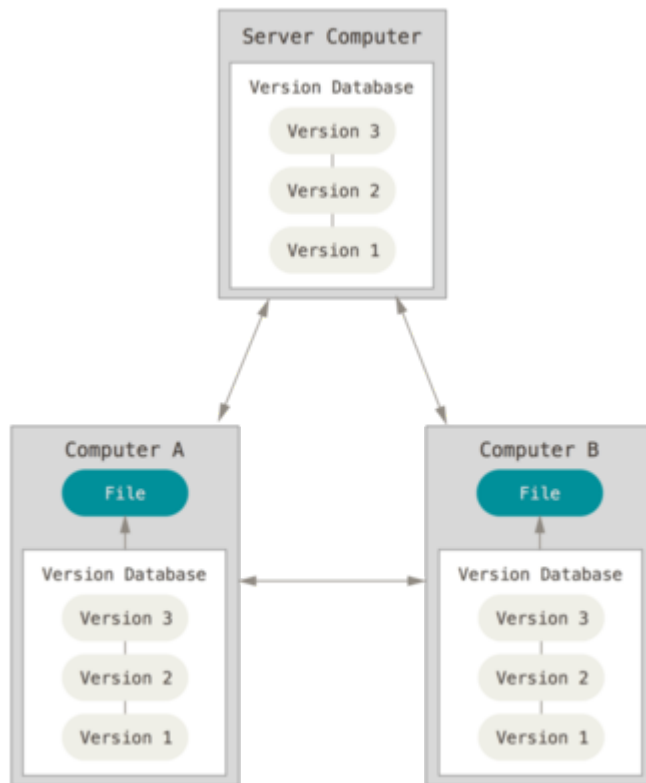 Server Computer
Version Database
Version 3
Version 2
Version 1
Computer A
File
Version Database
Version 3
Version 2
Version 1
Computer B
File
Version Database
Version 3
Version 2
Version 1